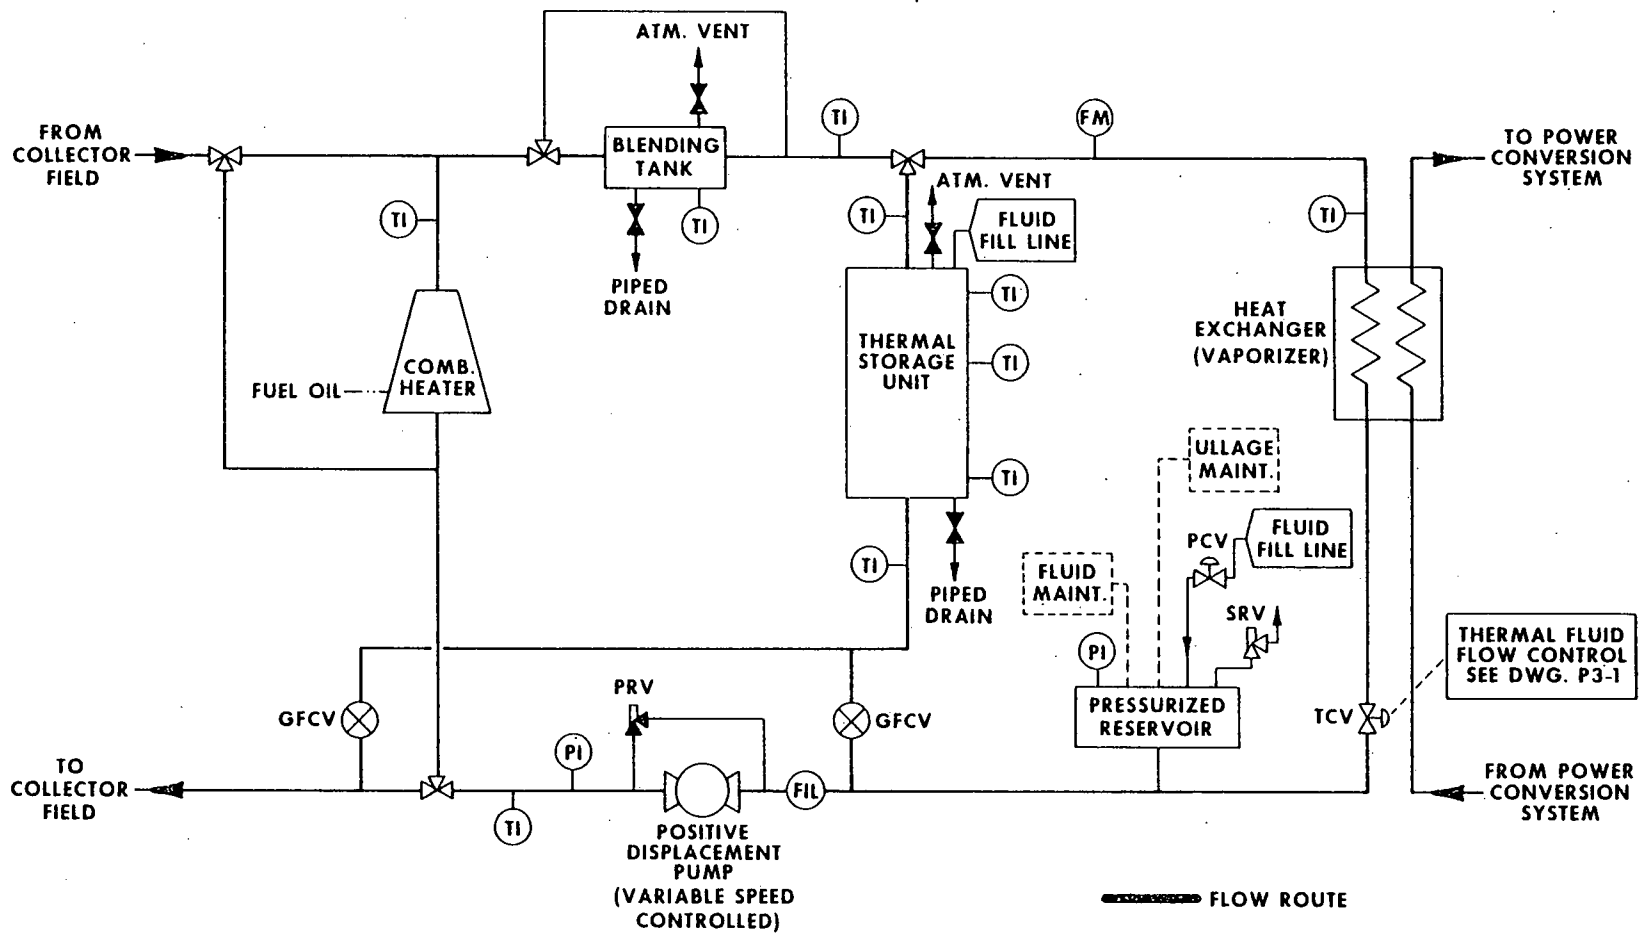 ATM. VENT
FROM
COLLECTOR
FIELD
BLENDING
TANK
TI
FM
TO POWER
CONVERSION
SYSTEM
TI
TI
PIPED
DRAIN
TI
ATM. VENT
FLUID
FILL LINE
TI
TI
TI
TI
THERMAL
STORAGE
UNIT
HEAT
EXCHANGER
(VAPORIZER)
FUEL OIL
COMB.
HEATER
TI
PIPED
DRAIN
ULLAGE
MAINT.
FLUID
MAINT.
PCV
FLUID
FILL LINE
SRV
PI
PRESSURIZED
RESERVOIR
THERMAL FLUID
FLOW CONTROL
SEE DWG. P3-1
TCV
GFCV
PRV
GFCV
PI
TO
COLLECTOR
FIELD
TI
FIL
POSITIVE
DISPLACEMENT
PUMP
(VARIABLE SPEED
CONTROLLED)
FROM POWER
CONVERSION
SYSTEM
FLOW ROUTE